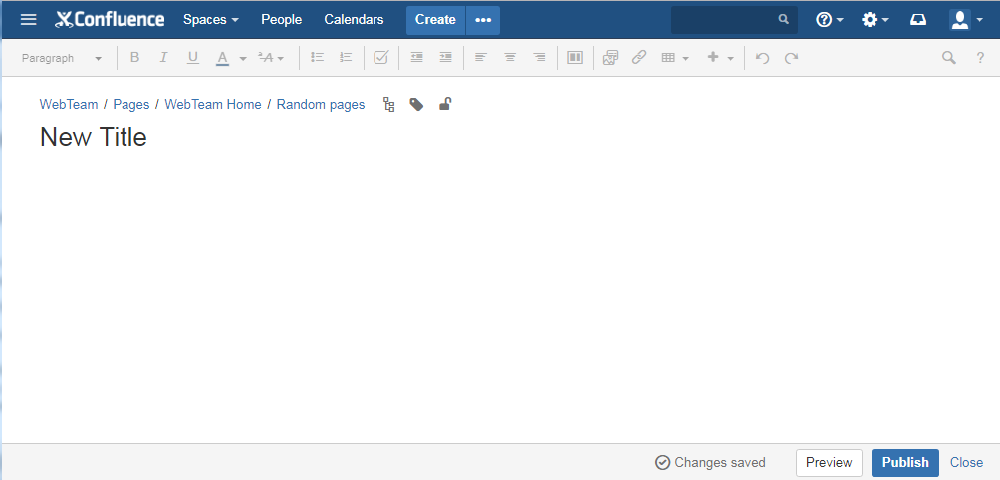 Confluence Spaces People Calendars Create •••
Paragraph B I U A ᵃA ?
WebTeam / Pages / WebTeam Home / Random pages
New Title
Changes saved Preview Publish Close